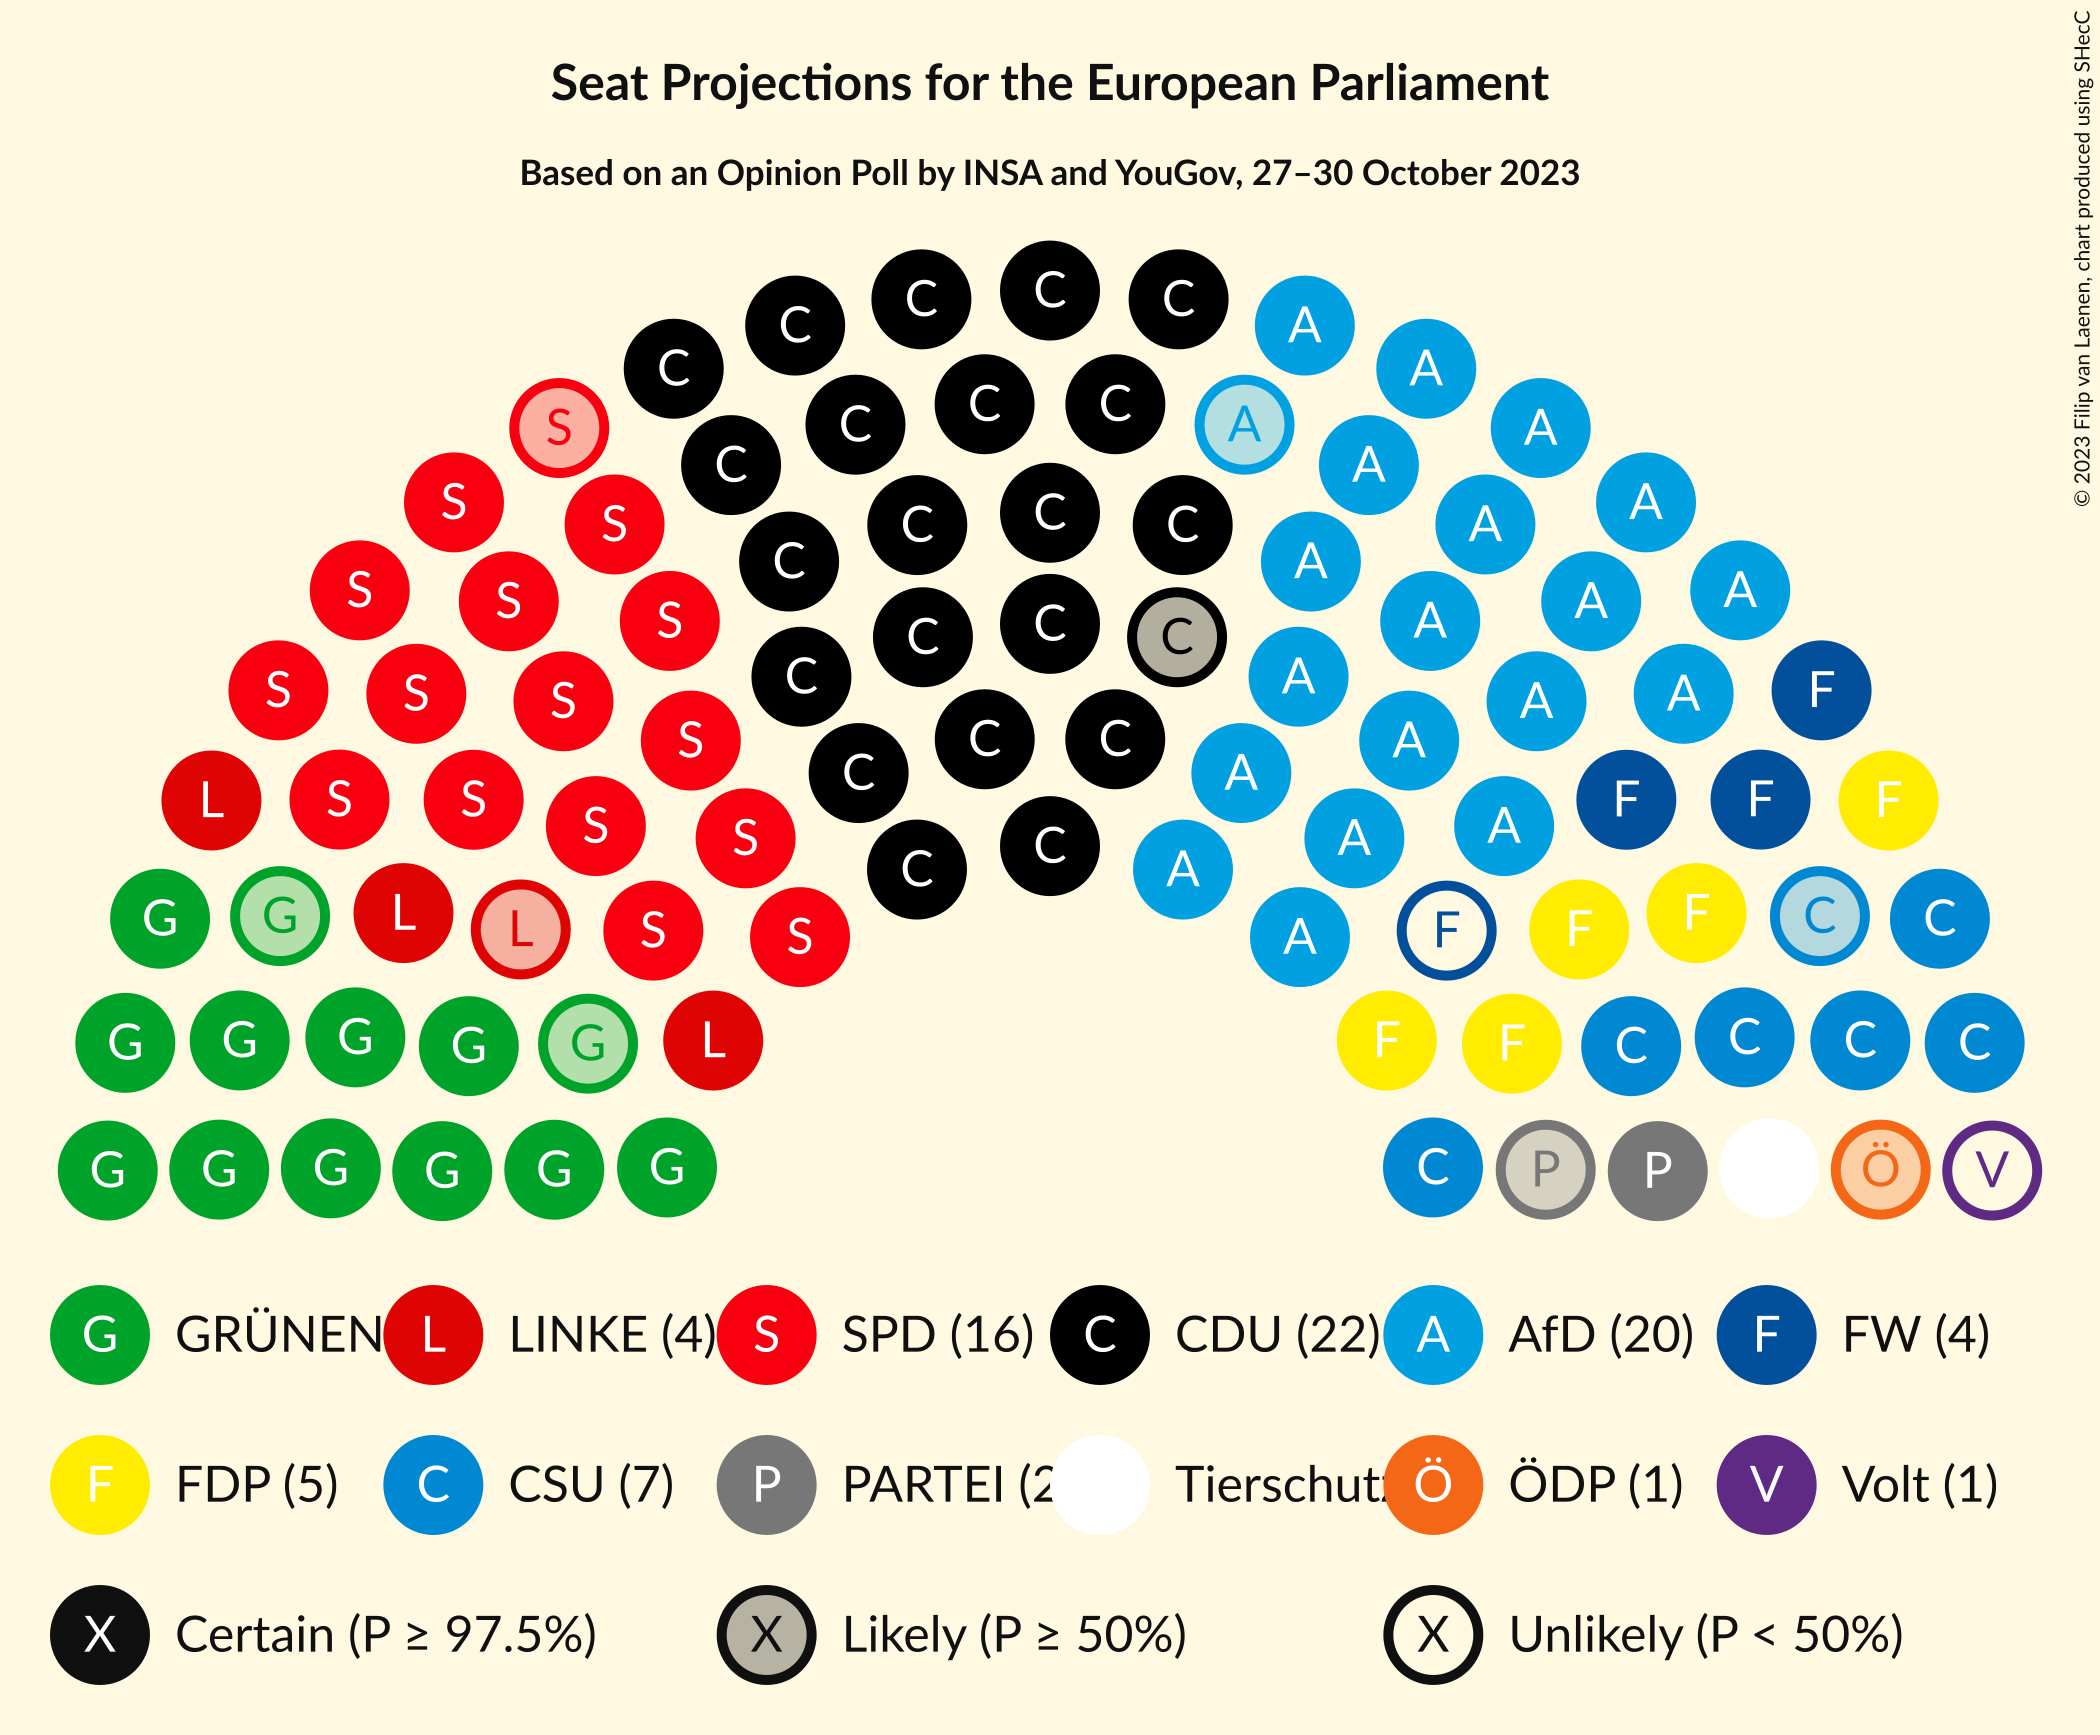 Seat Projections for the European Parliament
Based on an Opinion Poll by INSA and YouGov, 27–30 October 2023
© 2023 Filip van Laenen, chart produced using SHecC
C C C C C A A
C C C A A
S C A A
S S C C C A A
S S C A A
S C C C A A
S S S C A A A F
S C C A
L S S C A F F F
S S C C A A A
G G L L S S C A A F F F C C
G G G G G L F F C C C C
G G G G G G C P P Ö V
G GRÜNEN L LINKE (4) S SPD (16) C CDU (22) A AfD (20) F FW (4)
F FDP (5) C CSU (7) P PARTEI (2 Tierschutz Ö ÖDP (1) V Volt (1)
X Certain (P ≥ 97.5%) X Likely (P ≥ 50%) X Unlikely (P < 50%)